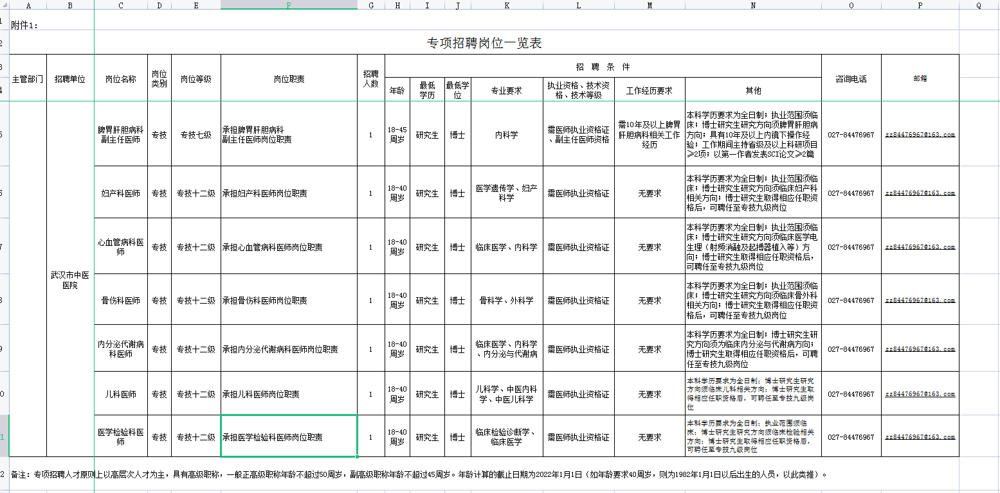 A B C D E F G H I J K L M N O P Q
附件1：
专项招聘岗位一览表
主管部门 招聘单位 岗位名称 岗位类别 岗位等级 岗位职责 招聘人数 招 聘 条 件 咨询电话 邮箱
年龄 最低学历 最低学位 专业要求 执业资格、技术资格、技术等级 工作经历要求 其他
武汉市中医医院
脾胃肝胆病科副主任医师 专技 专技七级 承担脾胃肝胆病科副主任医师岗位职责 1 18-45周岁 研究生 博士 内科学 需医师执业资格证、副主任医师资格 需10年及以上脾胃肝胆病科相关工作经历 本科学历要求为全日制；执业范围须临床；博士研究生研究方向须脾胃肝胆病方向；具有10年及以上内镜下操作经验；工作期间主持省级及以上科研项目≥2项；以第一作者发表SCI论文≥2篇 027-84476967 zz84476967@163.com
妇产科医师 专技 专技十二级 承担妇产科医师岗位职责 1 18-40周岁 研究生 博士 医学遗传学、妇产科学 需医师执业资格证 无要求 本科学历要求为全日制；执业范围须临床；博士研究生研究方向须临床妇产科相关方向；博士研究生取得相应任职资格后，可聘任至专技九级岗位 027-84476967 zz84476967@163.com
心血管病科医师 专技 专技十二级 承担心血管病科医师岗位职责 1 18-40周岁 研究生 博士 临床医学、内科学 需医师执业资格证 无要求 本科学历要求为全日制；执业范围须临床；博士研究生研究方向须临床医学电生理（射频消融及起搏器植入等）方向；博士研究生取得相应任职资格后，可聘任至专技九级岗位 027-84476967 zz84476967@163.com
骨伤科医师 专技 专技十二级 承担骨伤科医师岗位职责 1 18-40周岁 研究生 博士 骨科学、外科学 需医师执业资格证 无要求 本科学历要求为全日制；执业范围须临床；博士研究生研究方向须临床骨外科相关方向；博士研究生取得相应任职资格后，可聘任至专技九级岗位 027-84476967 zz84476967@163.com
内分泌代谢病科医师 专技 专技十二级 承担内分泌代谢病科医师岗位职责 1 18-40周岁 研究生 博士 临床医学、内科学、内分泌与代谢病 需医师执业资格证 无要求 本科学历要求为全日制；博士研究生研究方向须为临床内分泌与代谢病方向；博士研究生取得相应任职资格后，可聘任至专技九级岗位 027-84476967 zz84476967@163.com
儿科医师 专技 专技十二级 承担儿科医师岗位职责 1 18-40周岁 研究生 博士 儿科学、中医内科学、中医儿科学 需医师执业资格证 无要求 本科学历要求为全日制；博士研究生研究方向须临床儿科相关方向；博士研究生取得相应任职资格后，可聘任至专技九级岗位 027-84476967 zz84476967@163.com
医学检验科医师 专技 专技十二级 承担医学检验科医师岗位职责 1 18-40周岁 研究生 博士 临床检验诊断学、临床医学 需医师执业资格证 无要求 本科学历要求为全日制；执业范围须临床；博士研究生研究方向须临床检验相关方向；博士研究生取得相应任职资格后，可聘任至专技九级岗位 027-84476967 zz84476967@163.com
备注：专项招聘人才原则上以高层次人才为主，具有高级职称，一般正高级职称年龄不超过50周岁，副高级职称年龄不超过45周岁。年龄计算的截止日期为2022年1月1日（如年龄要求40周岁，则为1982年1月1日以后出生的人员，以此类推）。